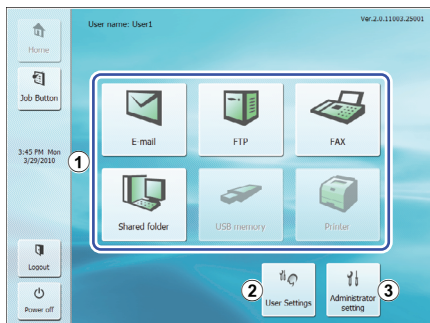 User name: User1
Ver.2.0.11003.25001
Home
Job Button
3:45 PM Mon
3/29/2010
1
E-mail
FTP
FAX
Shared folder
USB memory
Printer
Logout
Power off
2
User Settings
Administrator
setting
3